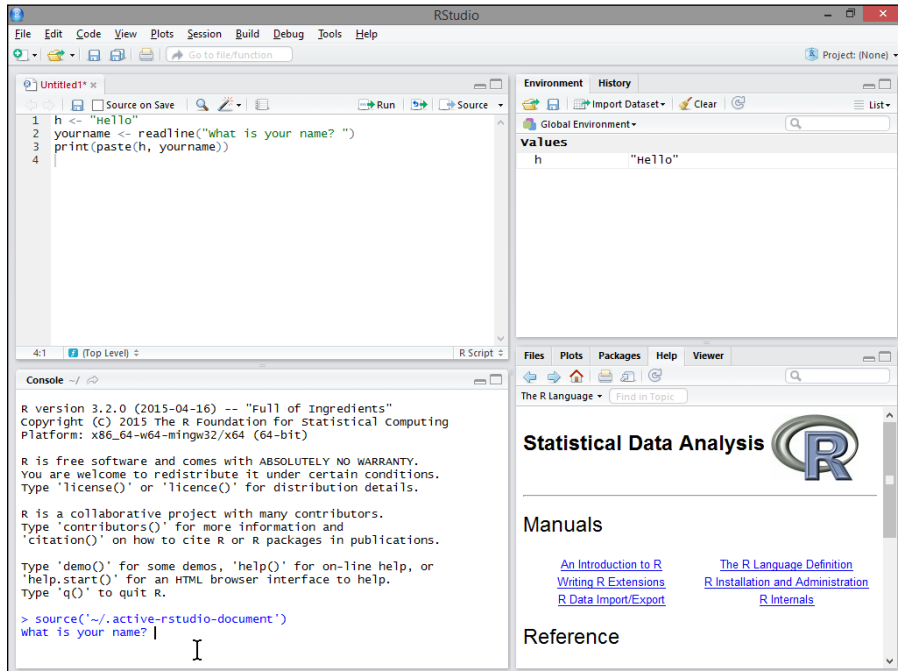 RStudio
File Edit Code View Plots Session Build Debug Tools Help
Go to file/function
Project: (None)
Untitled1*
Source on Save
Run
Source
1 h <- "Hello"
2 yourname <- readline("What is your name? ")
3 print(paste(h, yourname))
4
4:1 (Top Level)
R Script
Console ~/
R version 3.2.0 (2015-04-16) -- "Full of Ingredients"
Copyright (C) 2015 The R Foundation for Statistical Computing
Platform: x86_64-w64-mingw32/x64 (64-bit)
R is free software and comes with ABSOLUTELY NO WARRANTY.
You are welcome to redistribute it under certain conditions.
Type 'license()' or 'licence()' for distribution details.
R is a collaborative project with many contributors.
Type 'contributors()' for more information and
'citation()' on how to cite R or R packages in publications.
Type 'demo()' for some demos, 'help()' for on-line help, or
'help.start()' for an HTML browser interface to help.
Type 'q()' to quit R.
> source('~/.active-rstudio-document')
What is your name?
Environment History
Import Dataset
Clear
List
Global Environment
Values
h "Hello"
Files Plots Packages Help Viewer
The R Language
Find in Topic
Statistical Data Analysis
R
Manuals
An Introduction to R
The R Language Definition
Writing R Extensions
R Installation and Administration
R Data Import/Export
R Internals
Reference